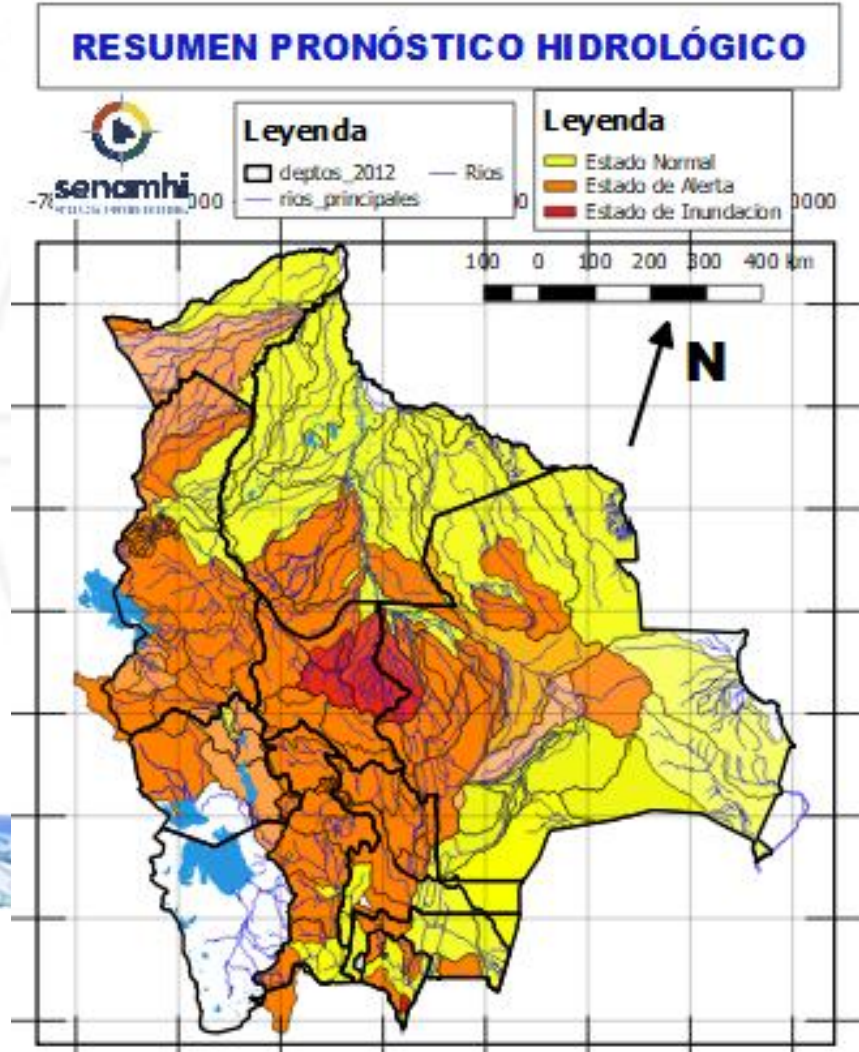 RESUMEN PRONÓSTICO HIDROLÓGICO
senamhi
Leyenda
deptos_2012
Rios
rios_principales
Leyenda
Estado Normal
Estado de Alerta
Estado de Inundacion
100 0 100 200 300 400 km
N